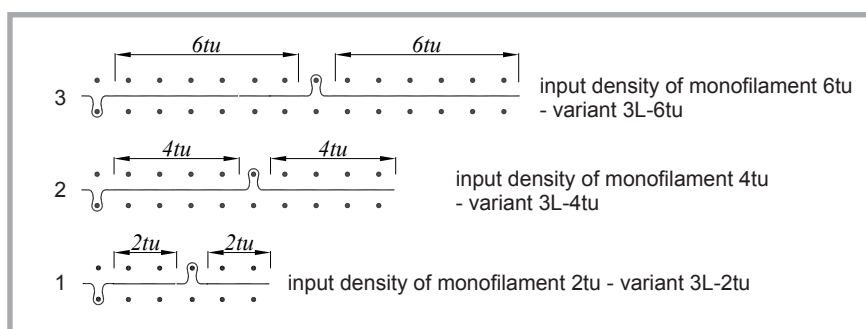 6tu 6tu
3 input density of monofilament 6tu
- variant 3L-6tu
4tu 4tu
2 input density of monofilament 4tu
- variant 3L-4tu
2tu 2tu
1 input density of monofilament 2tu - variant 3L-2tu